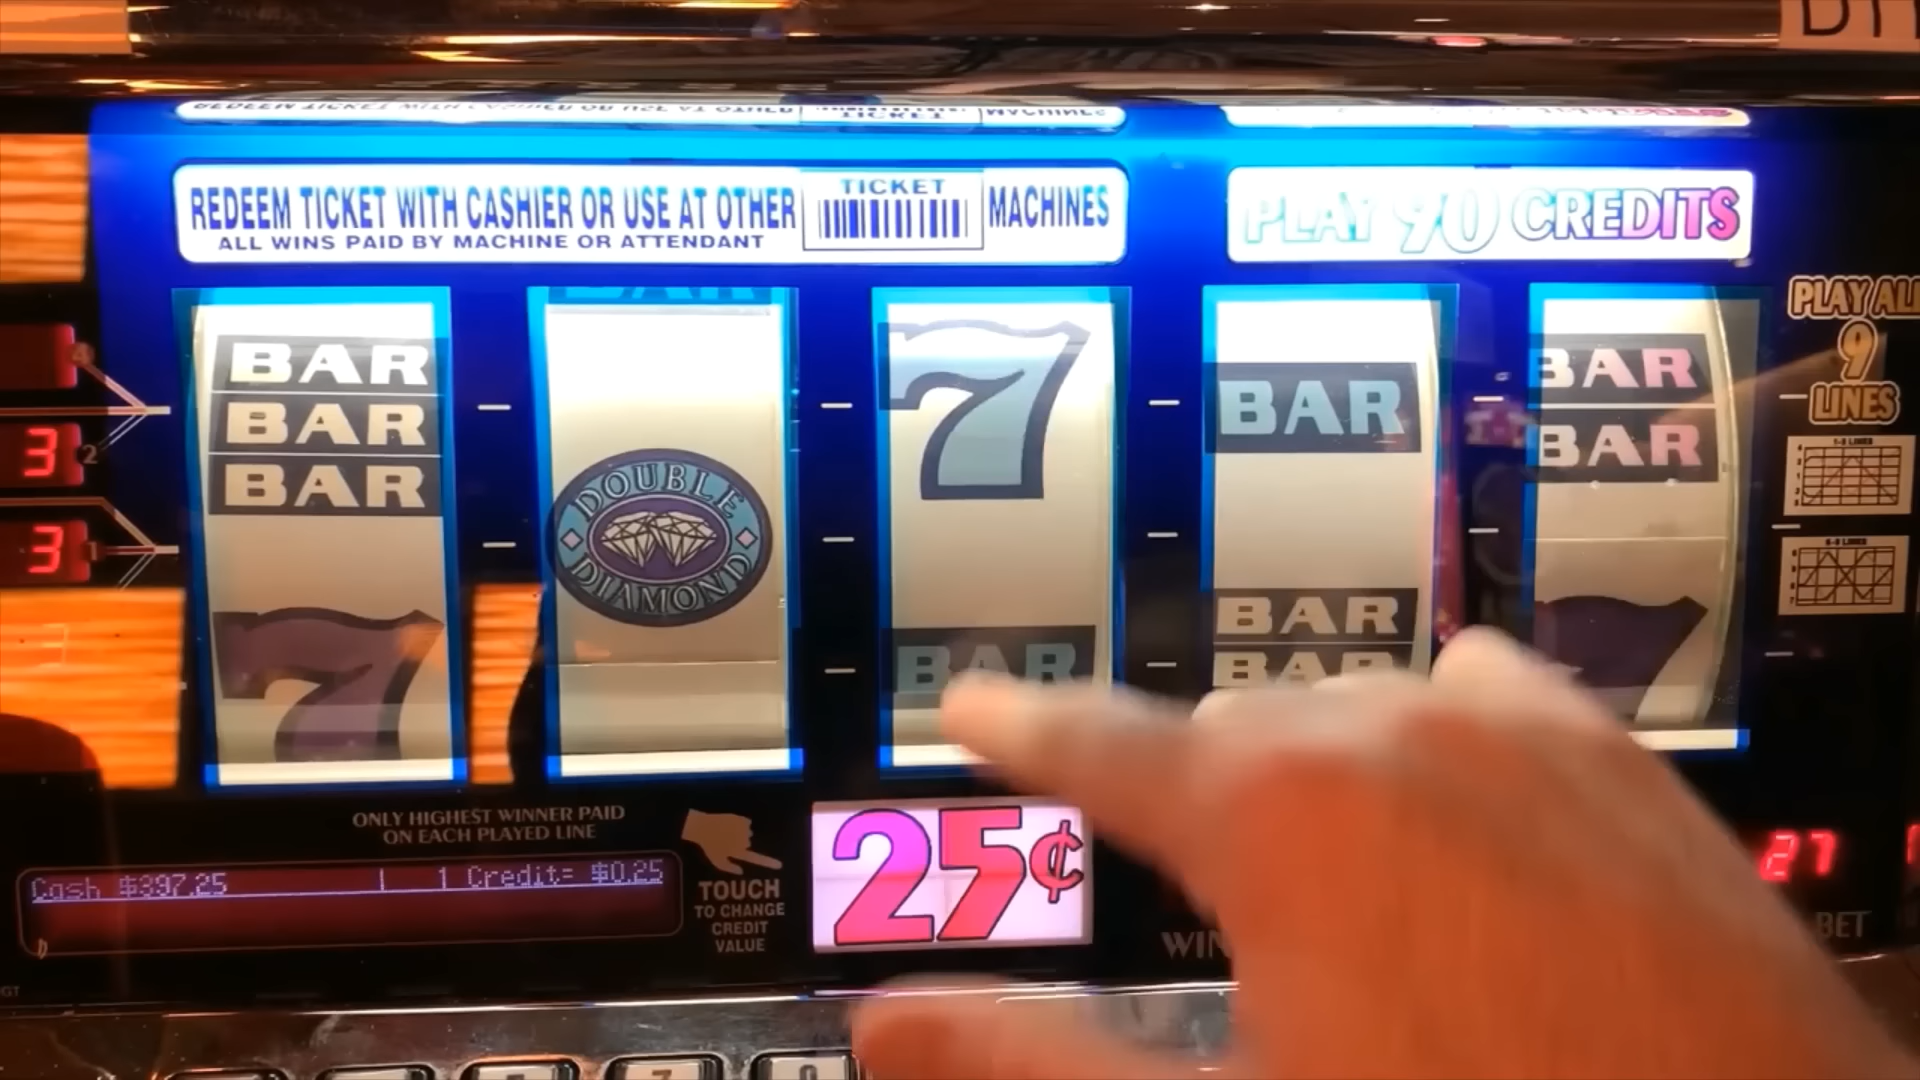 REDEEM TICKET WITH CASHIER OR USE AT OTHER
TICKET
MACHINES
ALL WINS PAID BY MACHINE OR ATTENDANT
PLAY 90 CREDITS
PLAY ALL
9
LINES
BAR
BAR
BAR
7
DOUBLE
DIAMOND
7
BAR
BAR
BAR
BAR
BAR
BAR
7
4
3 2
3 1
ONLY HIGHEST WINNER PAID
ON EACH PLAYED LINE
Cash $397.25 | 1 Credit= $0.25
TOUCH
TO CHANGE
CREDIT
VALUE
25¢
27
BET